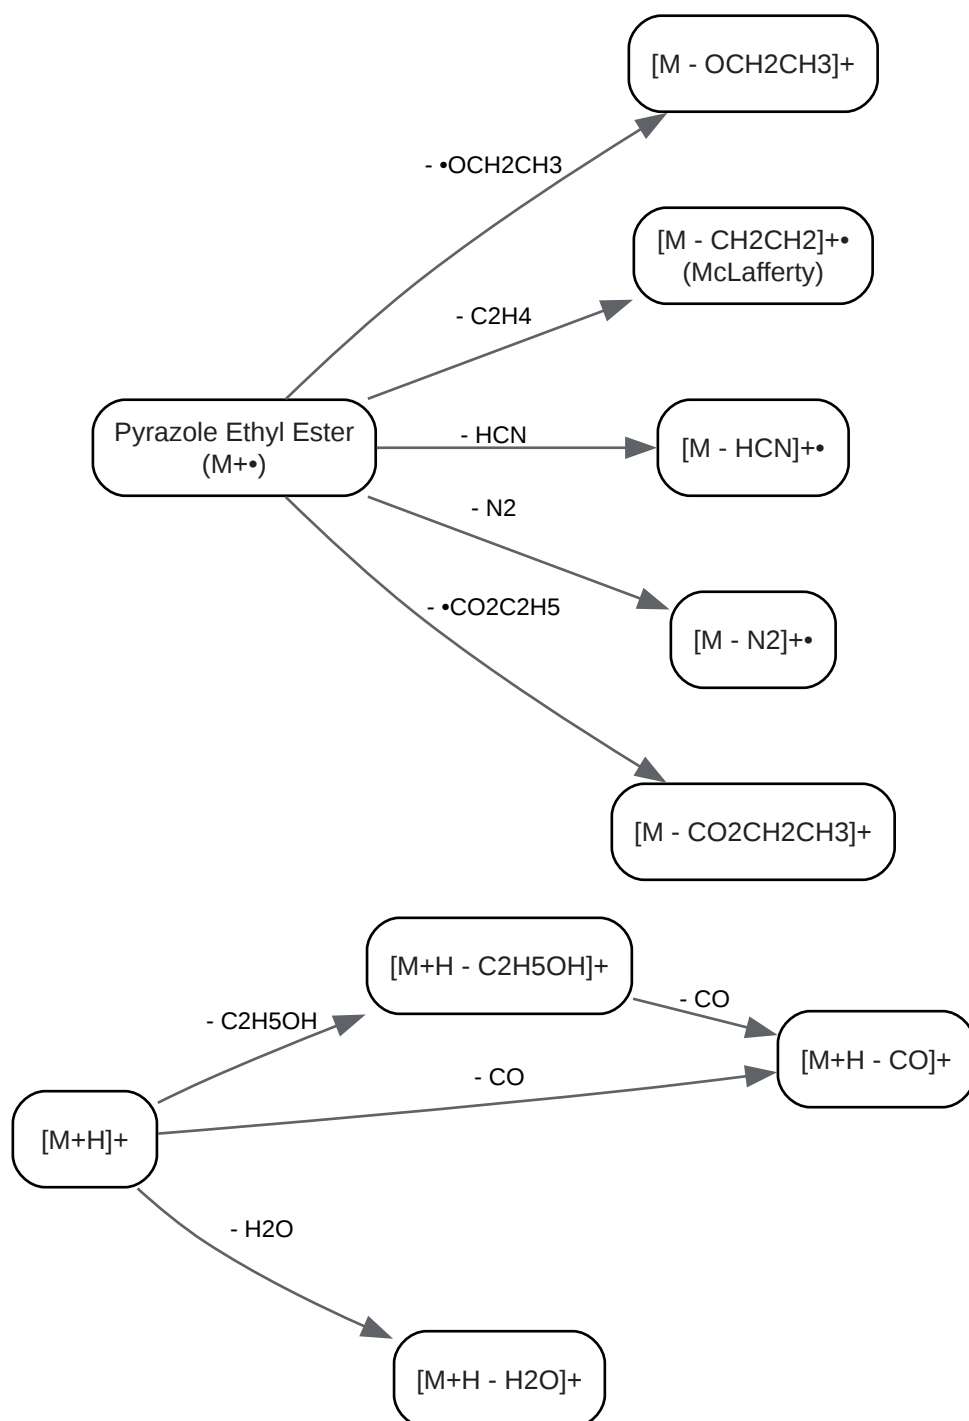 [M - OCH2CH3]+
- •OCH2CH3
[M - CH2CH2]+•
(McLafferty)
- C2H4
Pyrazole Ethyl Ester
(M+•)
- HCN
[M - HCN]+•
- N2
- •CO2C2H5
[M - N2]+•
[M - CO2CH2CH3]+
[M+H - C2H5OH]+
- CO
- C2H5OH
[M+H - CO]+
- CO
[M+H]+
- H2O
[M+H - H2O]+